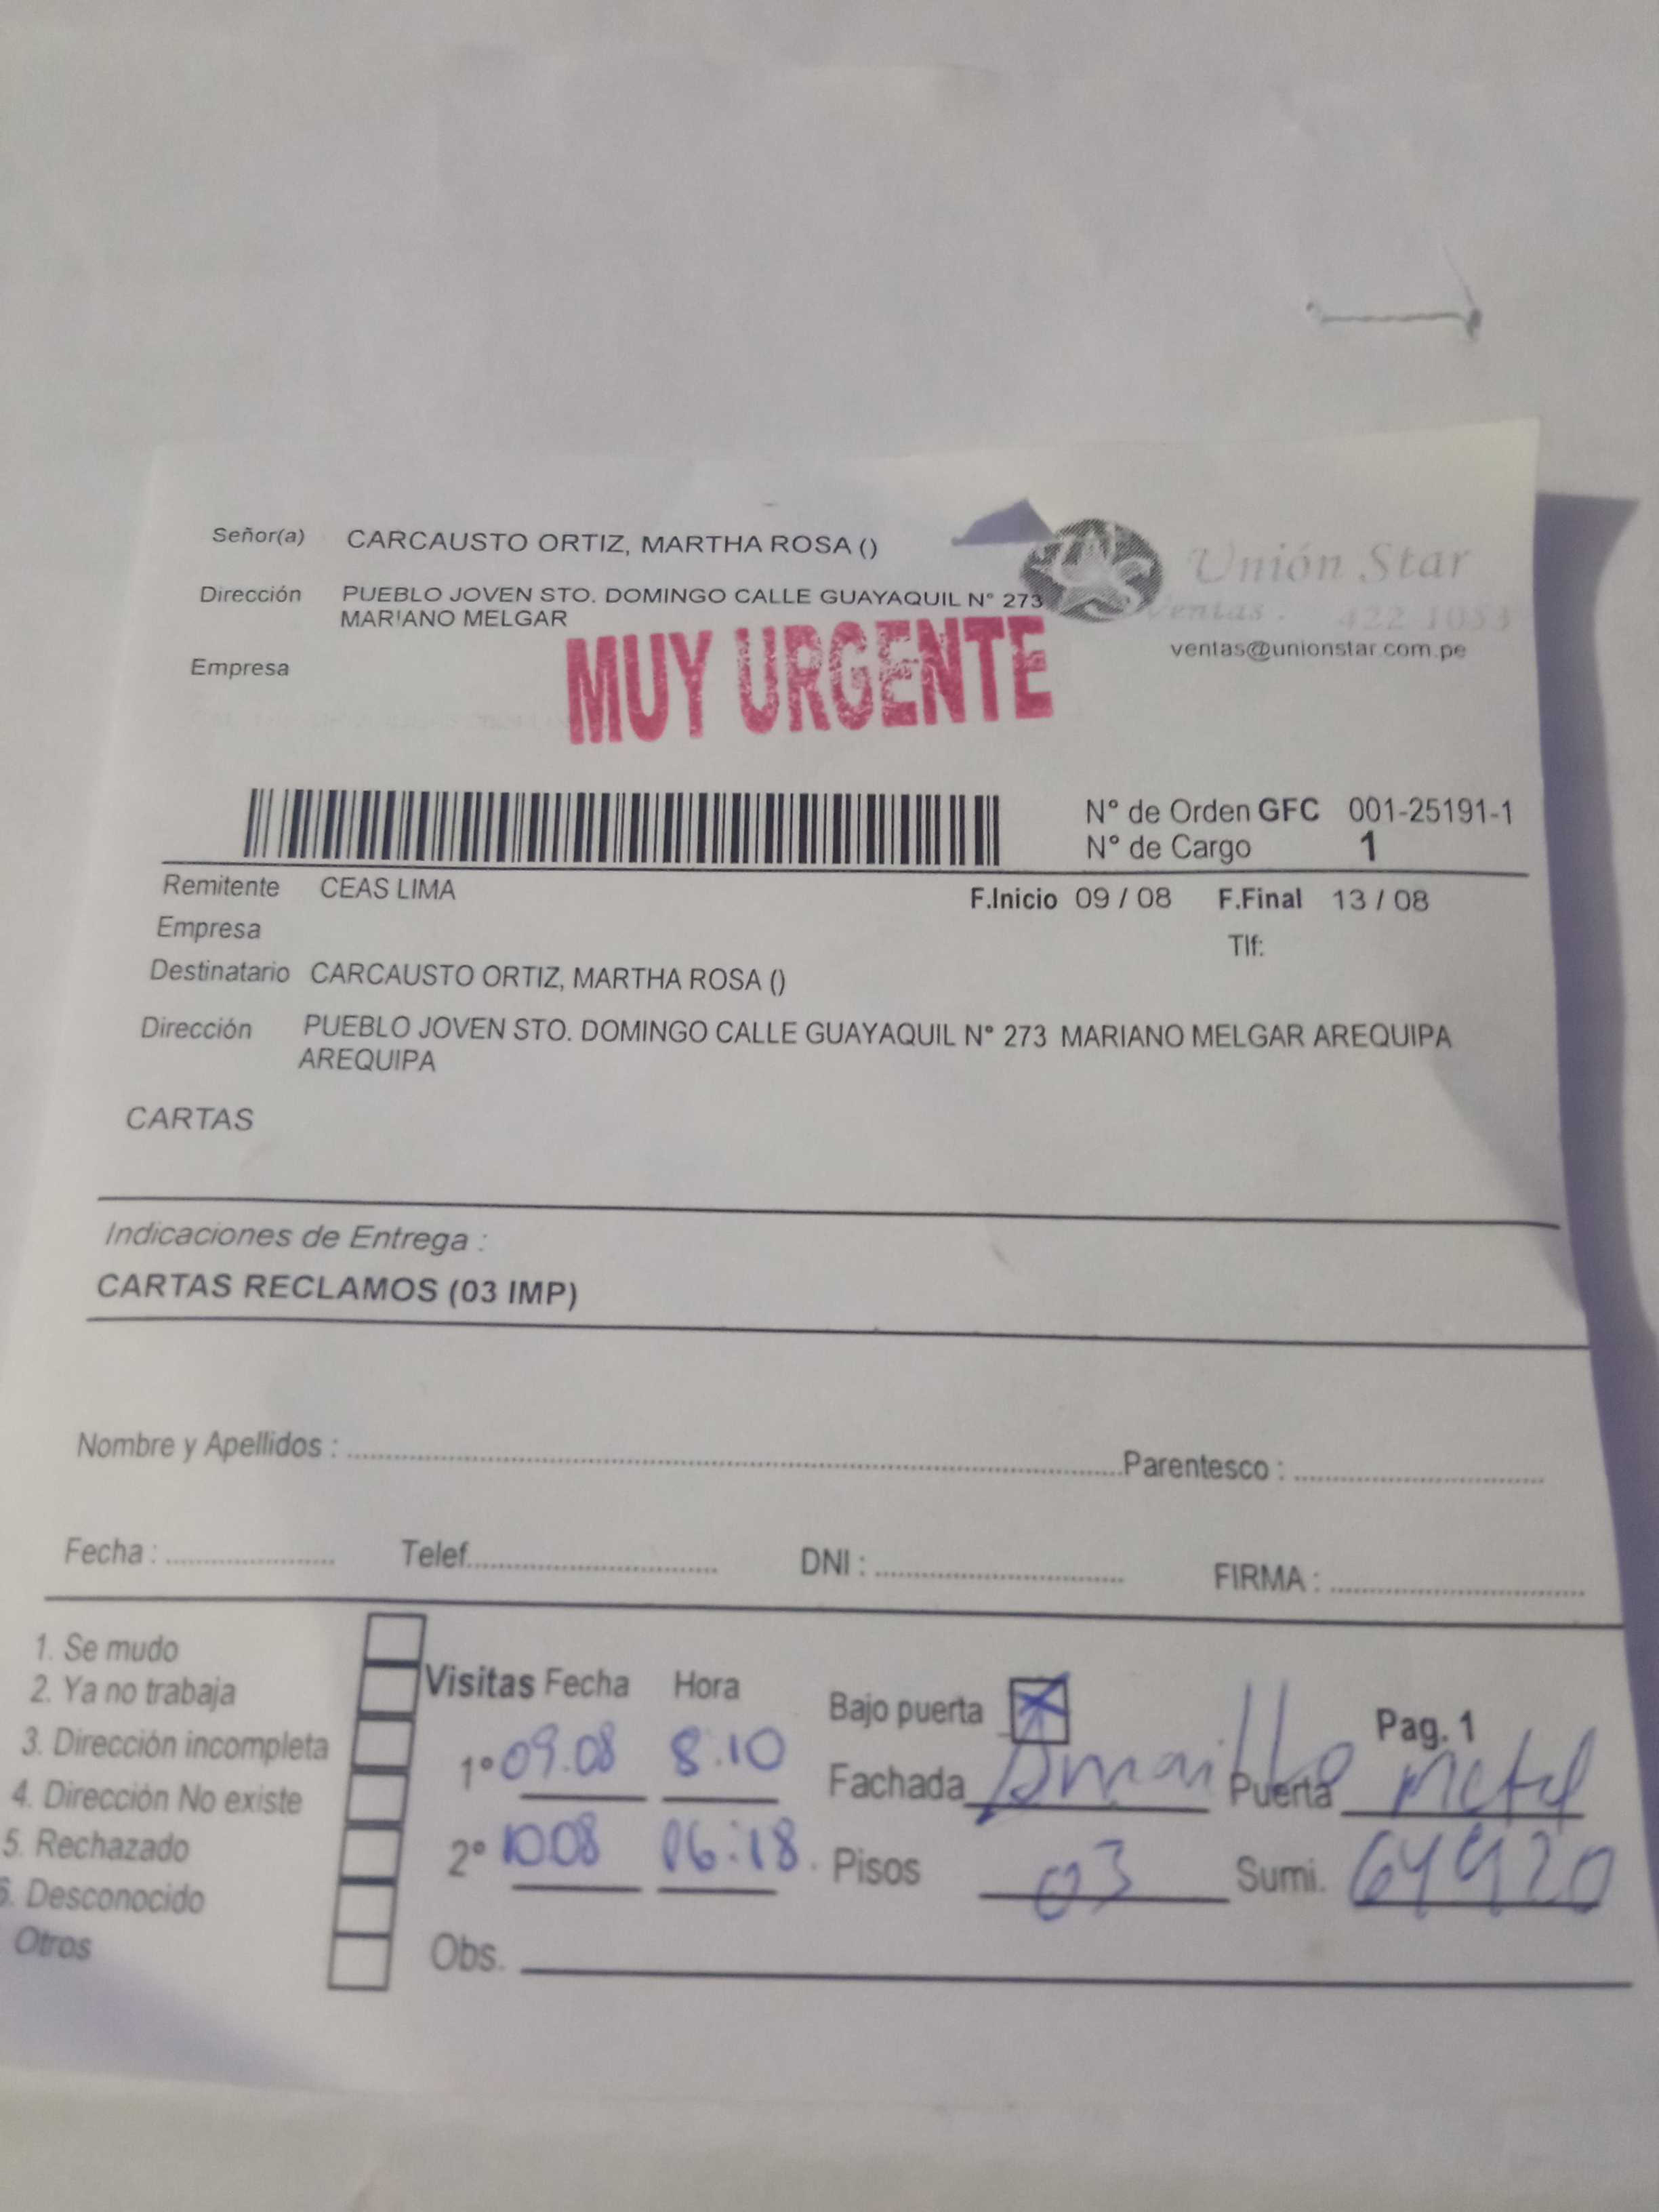 Señor(a) CARCAUSTO ORTIZ, MARTHA ROSA ()
Unión Star
Dirección PUEBLO JOVEN STO. DOMINGO CALLE GUAYAQUIL N° 273
MARIANO MELGAR
Ventas. 422 1053
ventas@unionstar.com.pe
Empresa
MUY URGENTE
N° de Orden GFC 001-25191-1
N° de Cargo 1
Remitente CEAS LIMA
F.Inicio 09 / 08 F.Final 13 / 08
Empresa
Tlf:
Destinatario CARCAUSTO ORTIZ, MARTHA ROSA ()
Dirección PUEBLO JOVEN STO. DOMINGO CALLE GUAYAQUIL N° 273 MARIANO MELGAR AREQUIPA
AREQUIPA
CARTAS
Indicaciones de Entrega :
CARTAS RECLAMOS (03 IMP)
Nombre y Apellidos : Parentesco :
Fecha : Telef. DNI : FIRMA :
1. Se mudo
2. Ya no trabaja
3. Dirección incompleta
4. Dirección No existe
5. Rechazado
6. Desconocido
Otros
Visitas Fecha Hora
1° 09.08 8.10
2° 10.08 06:18.
Obs.
Bajo puerta X Pag. 1
Fachada Amarillo Puerta metal
Pisos 03 Sumi. 64920